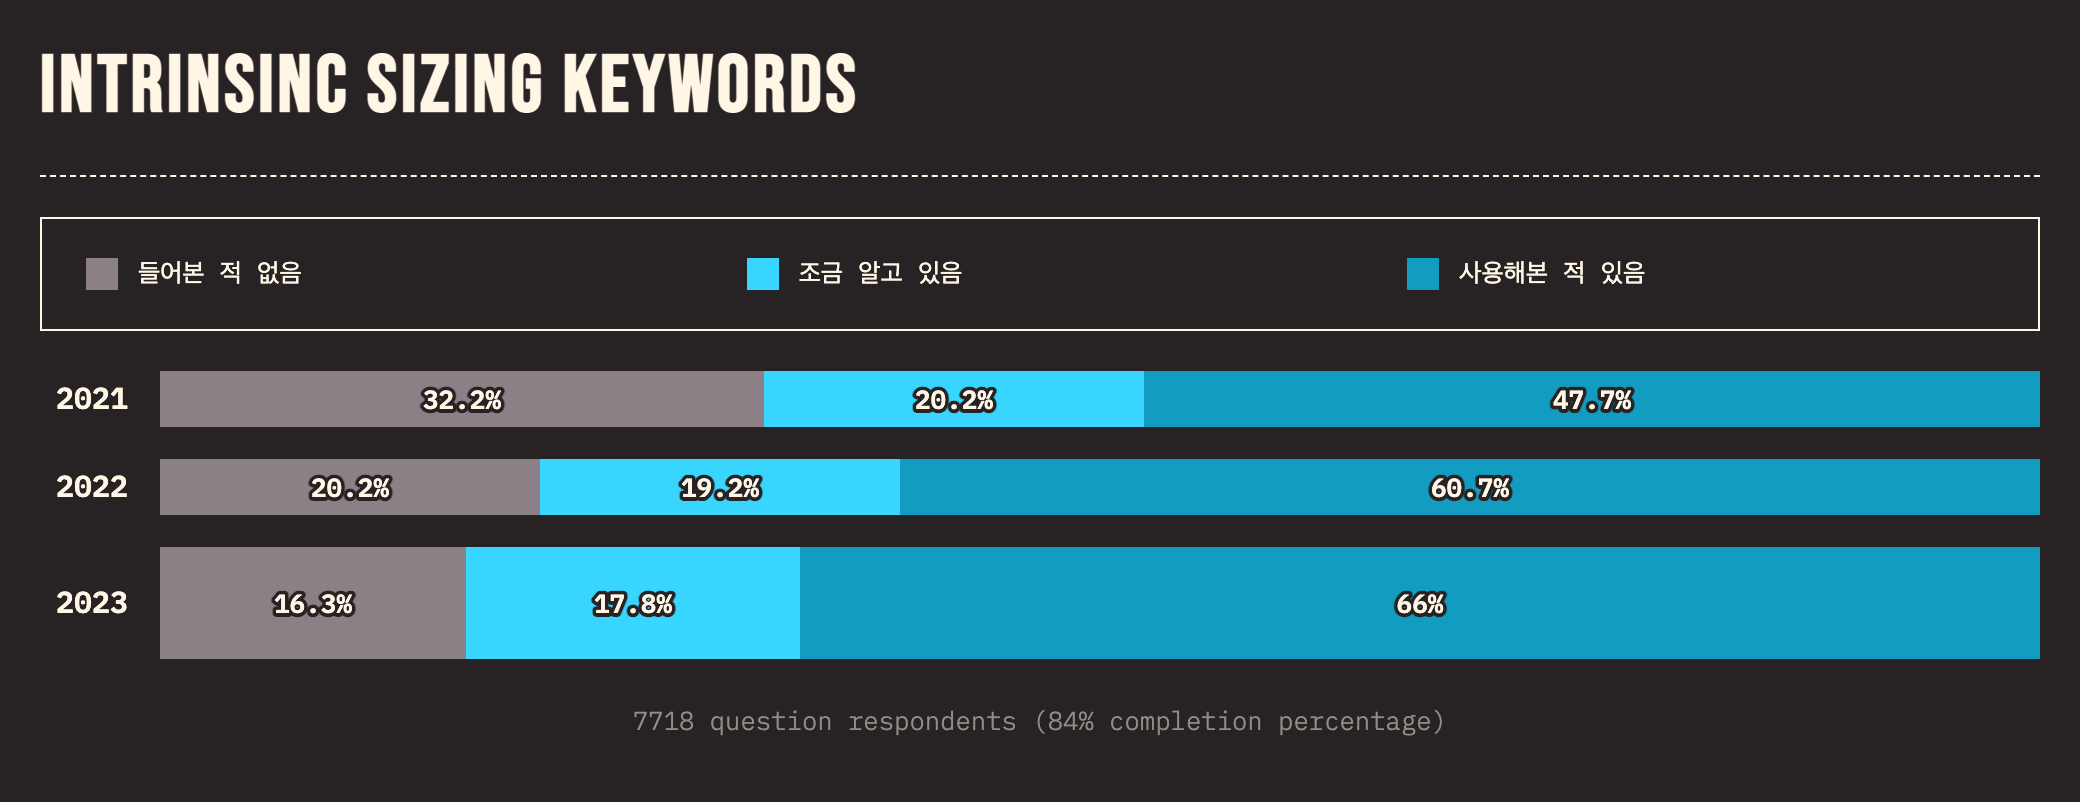 INTRINSINC SIZING KEYWORDS
들어본 적 없음 조금 알고 있음 사용해본 적 있음
2021 32.2% 20.2% 47.7%
2022 20.2% 19.2% 60.7%
2023 16.3% 17.8% 66%
7718 question respondents (84% completion percentage)